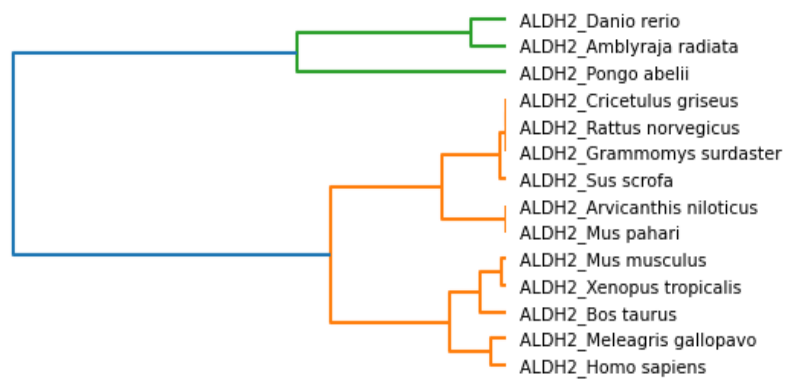 ALDH2_Danio rerio
ALDH2_Amblyraja radiata
ALDH2_Pongo abelii
ALDH2_Cricetulus griseus
ALDH2_Rattus norvegicus
ALDH2_Grammomys surdaster
ALDH2_Sus scrofa
ALDH2_Arvicanthis niloticus
ALDH2_Mus pahari
ALDH2_Mus musculus
ALDH2_Xenopus tropicalis
ALDH2_Bos taurus
ALDH2_Meleagris gallopavo
ALDH2_Homo sapiens